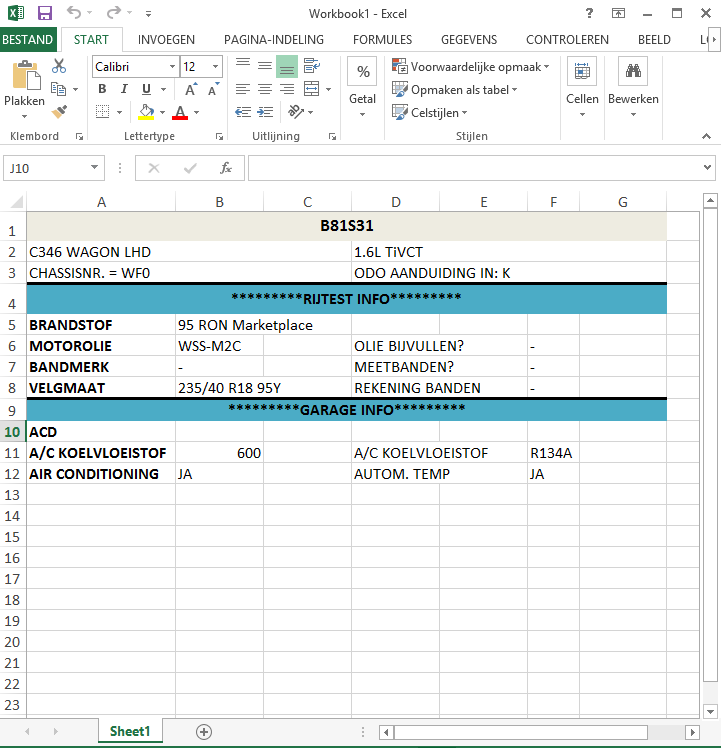 Workbook1 - Excel
BESTAND START INVOEGEN PAGINA-INDELING FORMULES GEGEVENS CONTROLEREN BEELD
Plakken
Klembord
Calibri 12
B I U A A
A
Lettertype
Uitlijning
%
Getal
Voorwaardelijke opmaak
Opmaken als tabel
Celstijlen
Stijlen
Cellen
Bewerken
J10 fx
A B C D E F G
1 B81S31
2 C346 WAGON LHD 1.6L TiVCT
3 CHASSISNR. = WF0 ODO AANDUIDING IN: K
4 *********RIJTEST INFO*********
5 BRANDSTOF 95 RON Marketplace
6 MOTOROLIE WSS-M2C OLIE BIJVULLEN? -
7 BANDMERK - MEETBANDEN? -
8 VELGMAAT 235/40 R18 95Y REKENING BANDEN -
9 *********GARAGE INFO*********
10 ACD
11 A/C KOELVLOEISTOF 600 A/C KOELVLOEISTOF R134A
12 AIR CONDITIONING JA AUTOM. TEMP JA
13
14
15
16
17
18
19
20
21
22
23
Sheet1